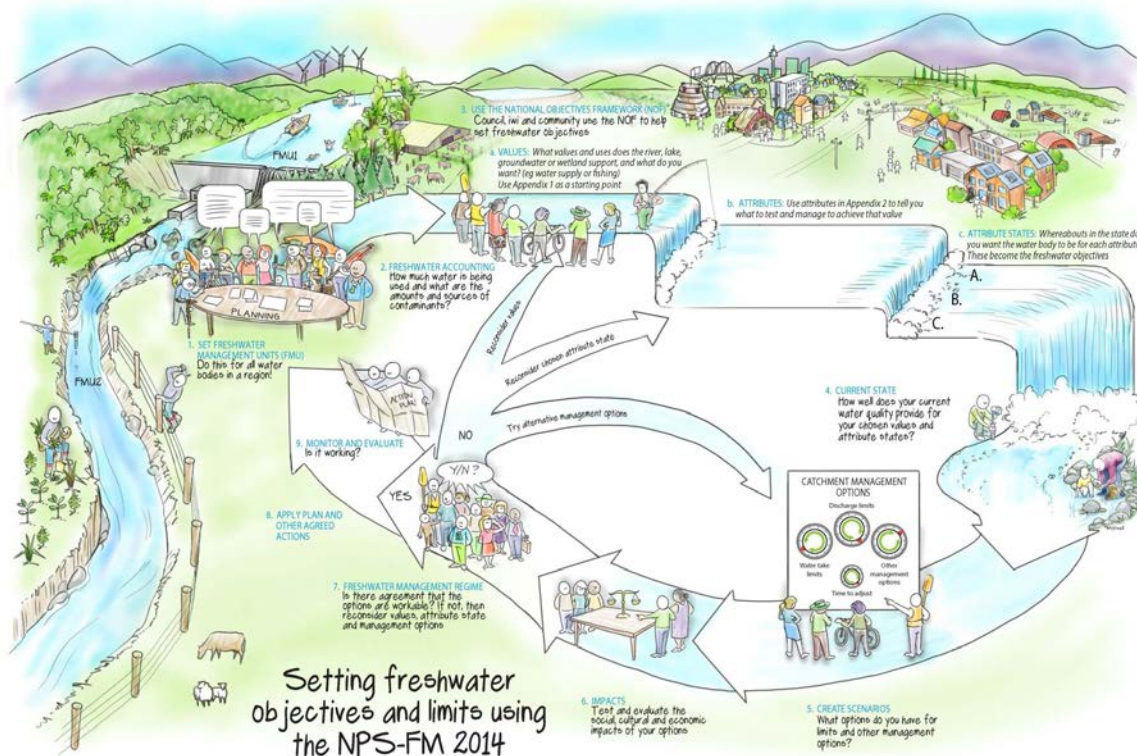 3. USE THE NATIONAL OBJECTIVES FRAMEWORK (NOF)
Council, iwi and community use the NOF to help
set freshwater objectives
a. VALUES: What values and uses does the river, lake,
groundwater or wetland support, and what do you
want? (eg water supply or fishing)
Use Appendix 1 as a starting point
b. ATTRIBUTES: Use attributes in Appendix 2 to tell you
what to test and manage to achieve that value
c. ATTRIBUTE STATES: Whereabouts in the state do
you want the water body to be for each attribut
These become the freshwater objectives
A.
B.
C.
FMU1
2. FRESHWATER ACCOUNTING
How much water is being
used and what are the
amounts and sources of
contaminants?
PLANNING
1. SET FRESHWATER
MANAGEMENT UNITS (FMU)
Do this for all water
bodies in a region!
FMU2
Reconsider values
Reconsider chosen attribute state
Try alternative management options
4. CURRENT STATE
How well does your current
water quality provide for
your chosen values and
attribute states?
ACTION
PLAN!
NO
9. MONITOR AND EVALUATE
Is it working?
Y/N?
YES
CATCHMENT MANAGEMENT
OPTIONS
Discharge limits
Water take
limits
Other
management
options
Time to adjust
8. APPLY PLAN AND
OTHER AGREED
ACTIONS
7. FRESHWATER MANAGEMENT REGIME
Is there agreement that the
options are workable? If not, then
reconsider values, attribute state
and management options
6. IMPACTS
Test and evaluate the
social, cultural and economic
impacts of your options
5. CREATE SCENARIOS
What options do you have for
limits and other management
options?
Setting freshwater
objectives and limits using
the NPS-FM 2014